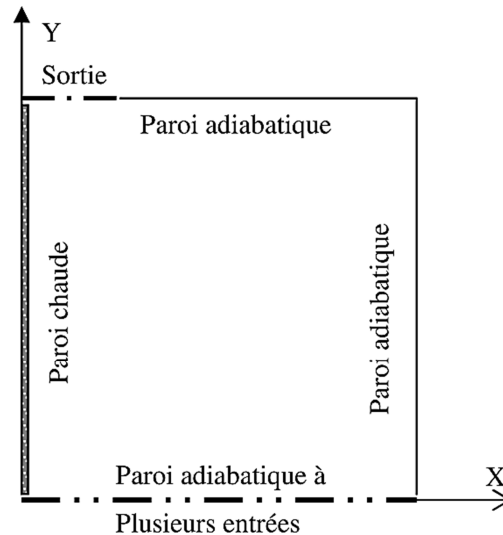 Y
Sortie
Paroi adiabatique
Paroi chaude
Paroi adiabatique
Paroi adiabatique à
X
Plusieurs entrées